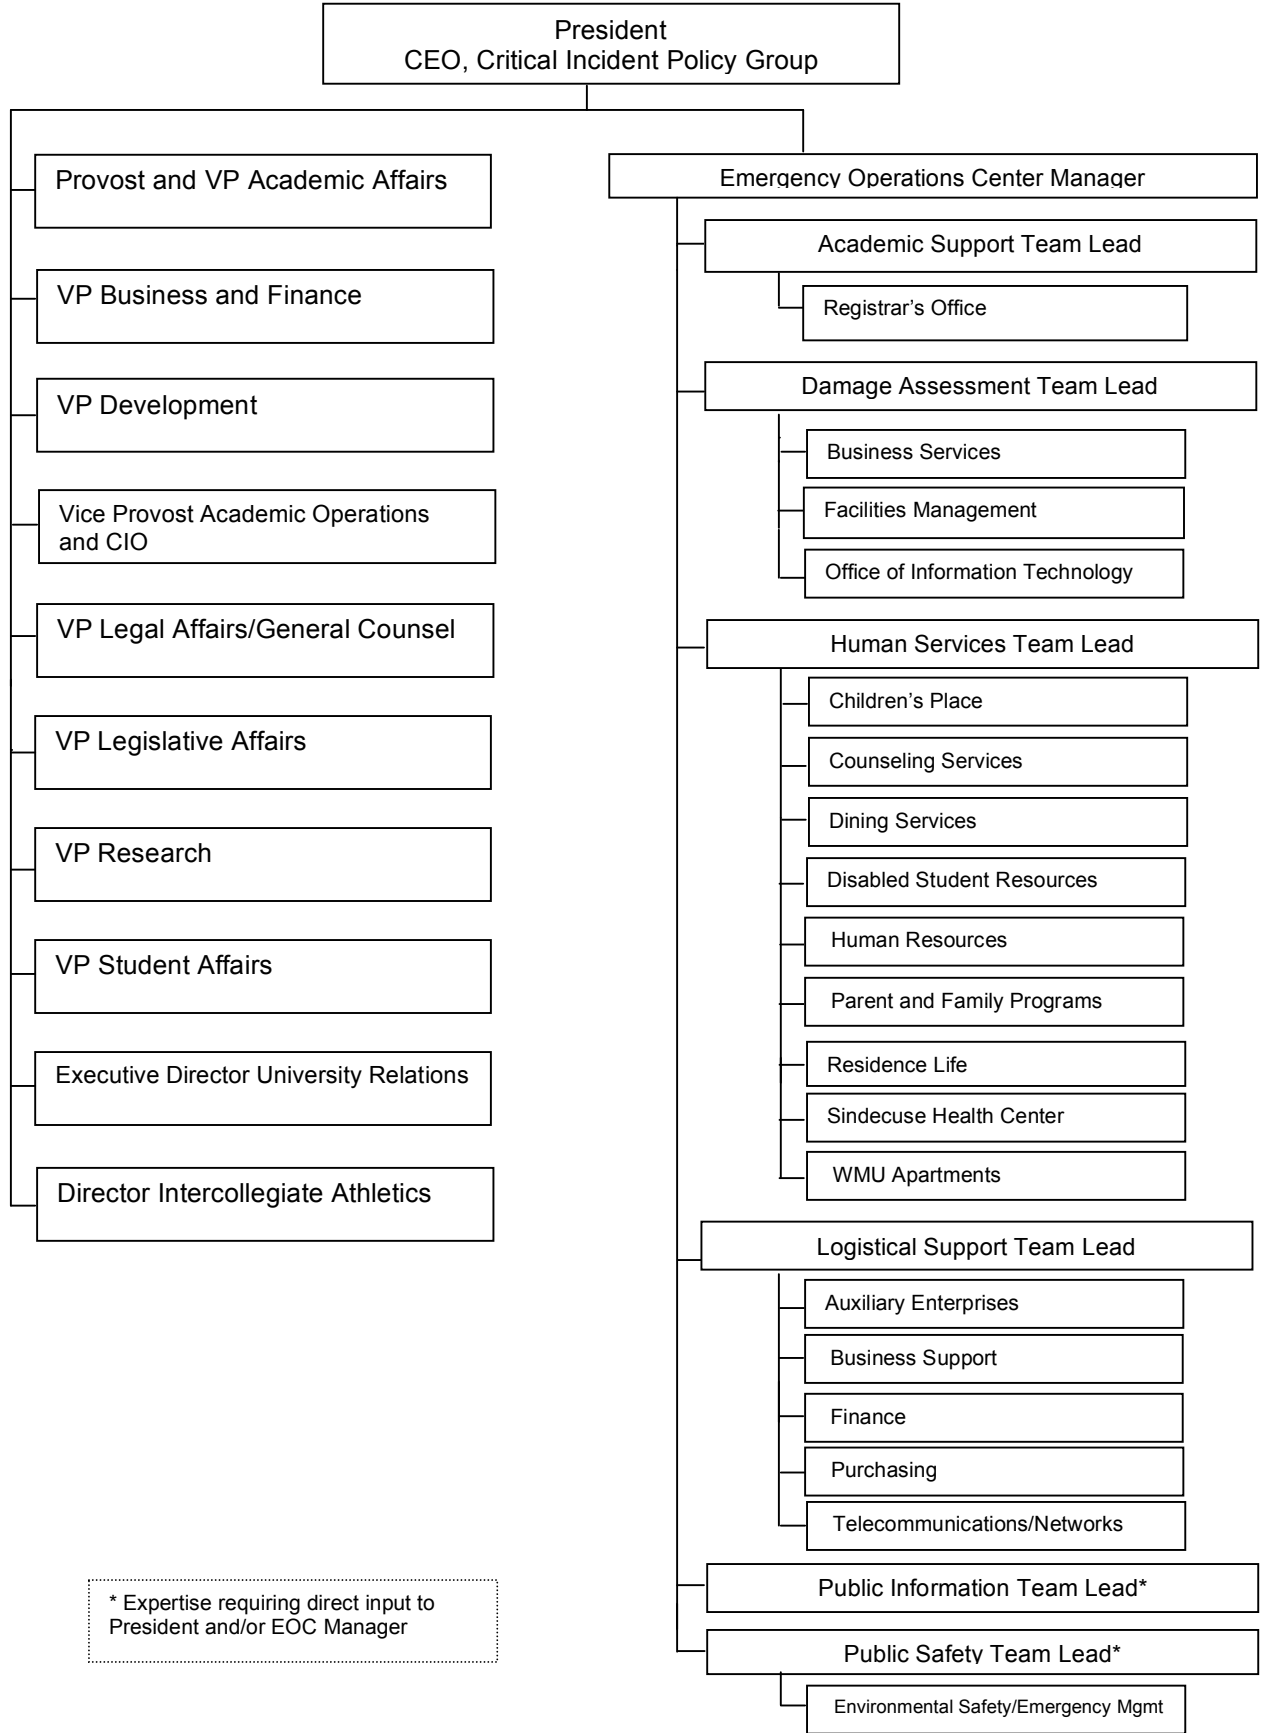 President
CEO, Critical Incident Policy Group
Provost and VP Academic Affairs
VP Business and Finance
VP Development
Vice Provost Academic Operations
and CIO
VP Legal Affairs/General Counsel
VP Legislative Affairs
VP Research
VP Student Affairs
Executive Director University Relations
Director Intercollegiate Athletics
Emergency Operations Center Manager
Academic Support Team Lead
Registrar's Office
Damage Assessment Team Lead
Business Services
Facilities Management
Office of Information Technology
Human Services Team Lead
Children's Place
Counseling Services
Dining Services
Disabled Student Resources
Human Resources
Parent and Family Programs
Residence Life
Sindecuse Health Center
WMU Apartments
Logistical Support Team Lead
Auxiliary Enterprises
Business Support
Finance
Purchasing
Telecommunications/Networks
Public Information Team Lead*
Public Safety Team Lead*
Environmental Safety/Emergency Mgmt
* Expertise requiring direct input to
President and/or EOC Manager